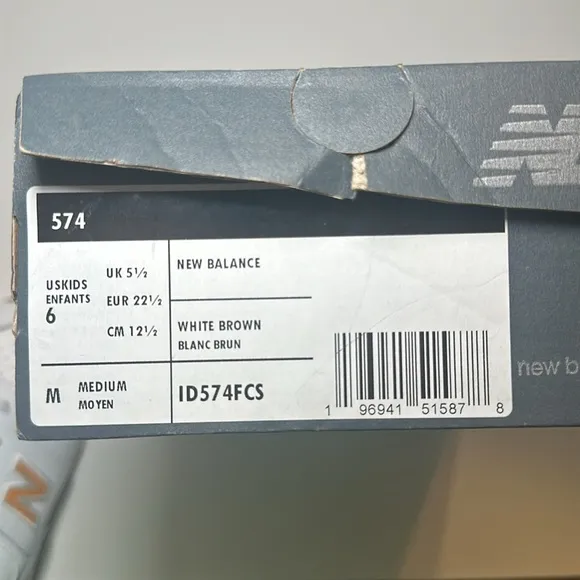 574
USKIDS
ENFANTS
6
UK 5½
EUR 22½
CM 12½
NEW BALANCE
WHITE BROWN
BLANC BRUN
M
MEDIUM
MOYEN
ID574FCS
1 96941 51587 8
new b
N